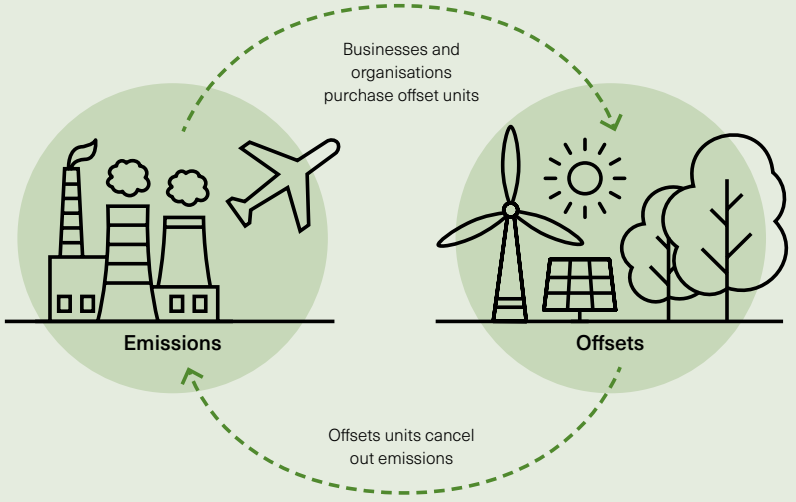 Businesses and
organisations
purchase offset units
Emissions
Offsets
Offsets units cancel
out emissions